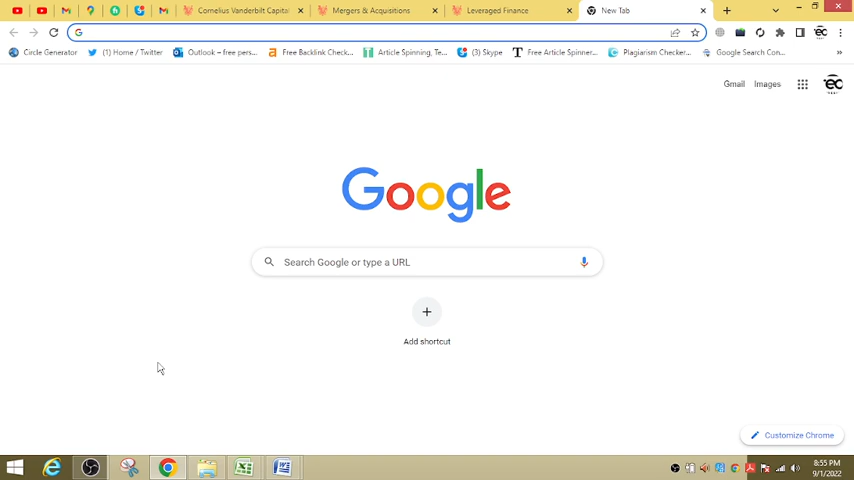 Cornelius Vanderbilt Capital
Mergers & Acquisitions
Leveraged Finance
New Tab
Circle Generator
(1) Home / Twitter
Outlook – free pers...
Free Backlink Check...
Article Spinning, Te...
(3) Skype
Free Article Spinner...
Plagiarism Checker...
Google Search Con...
Gmail
Images
Google
Search Google or type a URL
Add shortcut
Customize Chrome
8:55 PM
9/1/2022